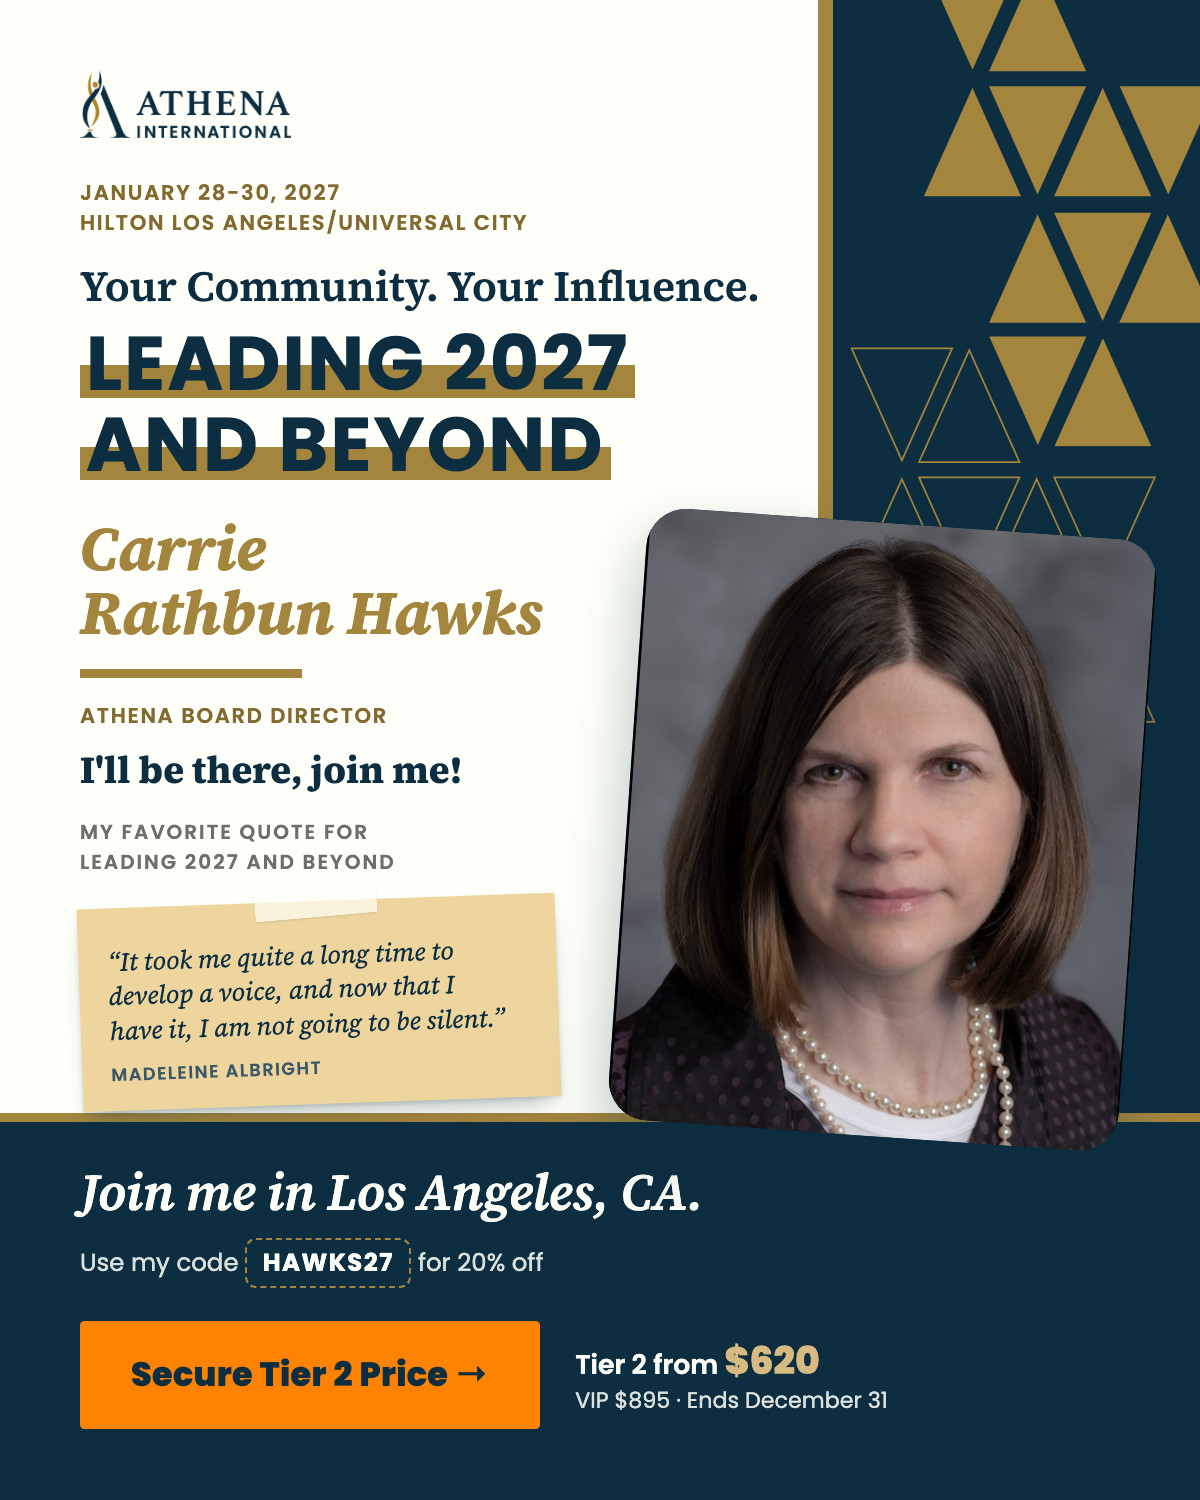 ATHENA
INTERNATIONAL
JANUARY 28-30, 2027
HILTON LOS ANGELES/UNIVERSAL CITY
Your Community. Your Influence.
LEADING 2027
AND BEYOND
Carrie
Rathbun Hawks
ATHENA BOARD DIRECTOR
I'll be there, join me!
MY FAVORITE QUOTE FOR
LEADING 2027 AND BEYOND
“It took me quite a long time to
develop a voice, and now that I
have it, I am not going to be silent.”
MADELEINE ALBRIGHT
Join me in Los Angeles, CA.
Use my code HAWKS27 for 20% off
Secure Tier 2 Price →
Tier 2 from $620
VIP $895 · Ends December 31